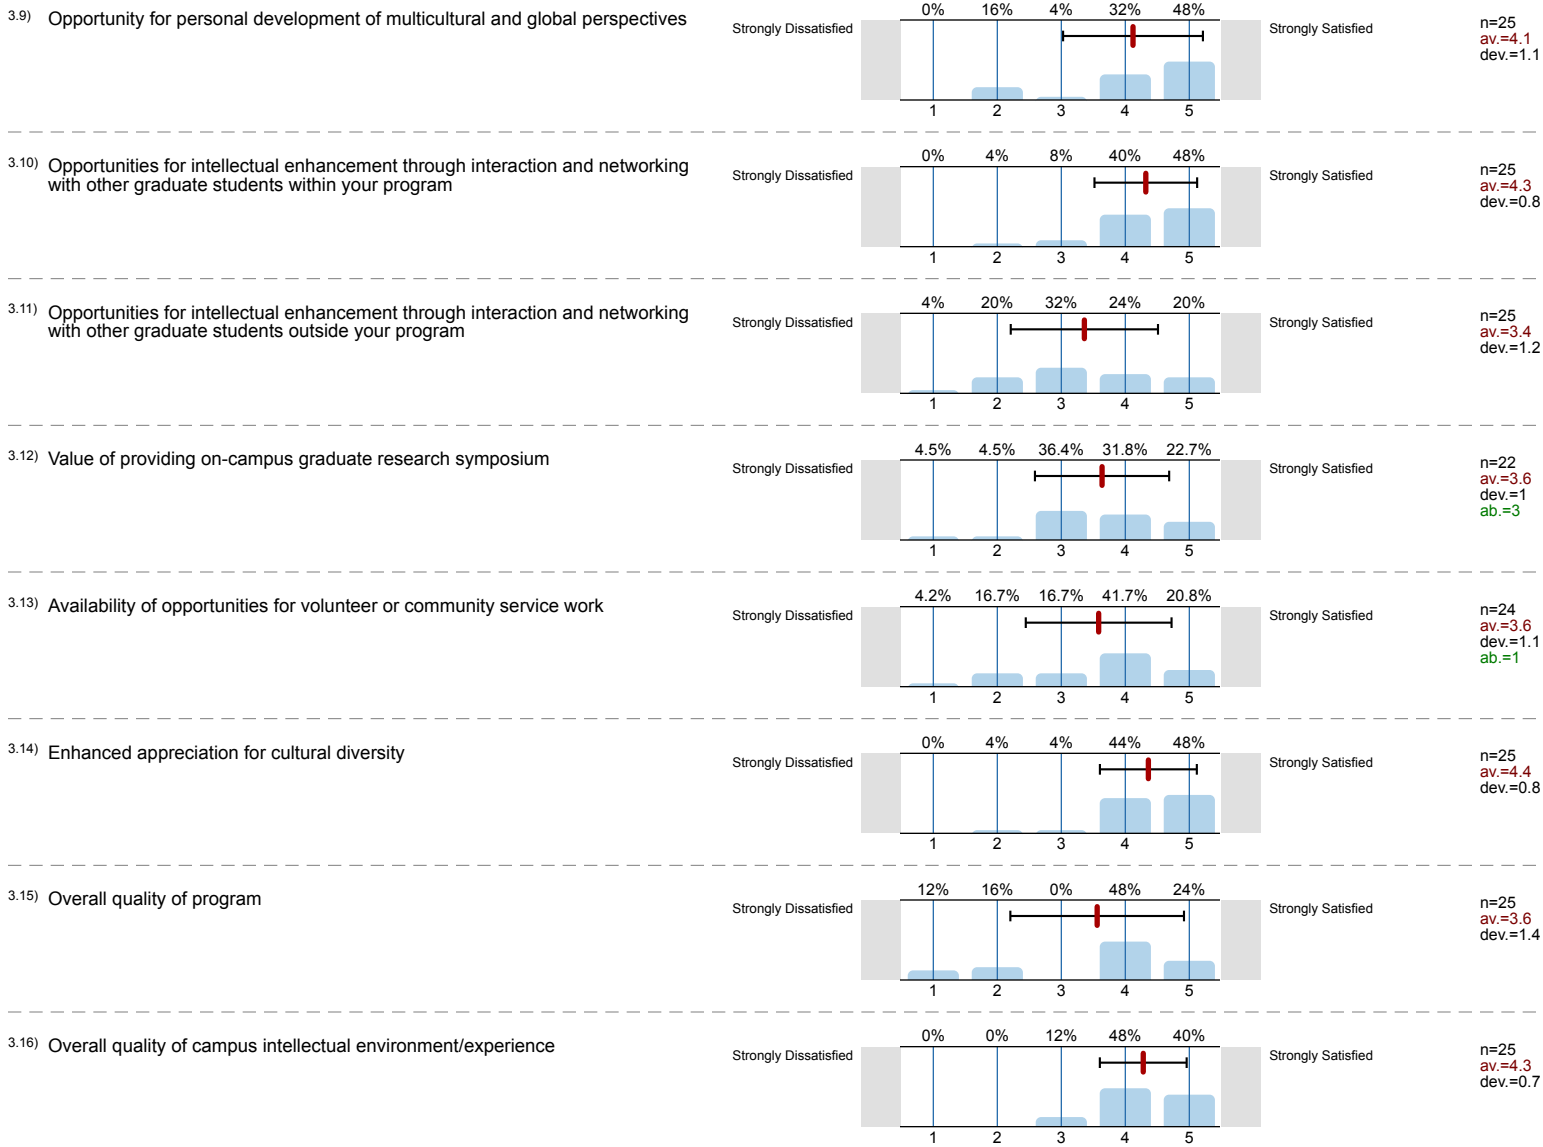 3.9) Opportunity for personal development of multicultural and global perspectives
0% 16% 4% 32% 48%
Strongly Dissatisfied Strongly Satisfied
n=25
av.=4.1
dev.=1.1
1 2 3 4 5
3.10) Opportunities for intellectual enhancement through interaction and networking
with other graduate students within your program
0% 4% 8% 40% 48%
Strongly Dissatisfied Strongly Satisfied
n=25
av.=4.3
dev.=0.8
1 2 3 4 5
3.11) Opportunities for intellectual enhancement through interaction and networking
with other graduate students outside your program
4% 20% 32% 24% 20%
Strongly Dissatisfied Strongly Satisfied
n=25
av.=3.4
dev.=1.2
1 2 3 4 5
3.12) Value of providing on-campus graduate research symposium
4.5% 4.5% 36.4% 31.8% 22.7%
Strongly Dissatisfied Strongly Satisfied
n=22
av.=3.6
dev.=1
ab.=3
1 2 3 4 5
3.13) Availability of opportunities for volunteer or community service work
4.2% 16.7% 16.7% 41.7% 20.8%
Strongly Dissatisfied Strongly Satisfied
n=24
av.=3.6
dev.=1.1
ab.=1
1 2 3 4 5
3.14) Enhanced appreciation for cultural diversity
0% 4% 4% 44% 48%
Strongly Dissatisfied Strongly Satisfied
n=25
av.=4.4
dev.=0.8
1 2 3 4 5
3.15) Overall quality of program
12% 16% 0% 48% 24%
Strongly Dissatisfied Strongly Satisfied
n=25
av.=3.6
dev.=1.4
1 2 3 4 5
3.16) Overall quality of campus intellectual environment/experience
0% 0% 12% 48% 40%
Strongly Dissatisfied Strongly Satisfied
n=25
av.=4.3
dev.=0.7
1 2 3 4 5